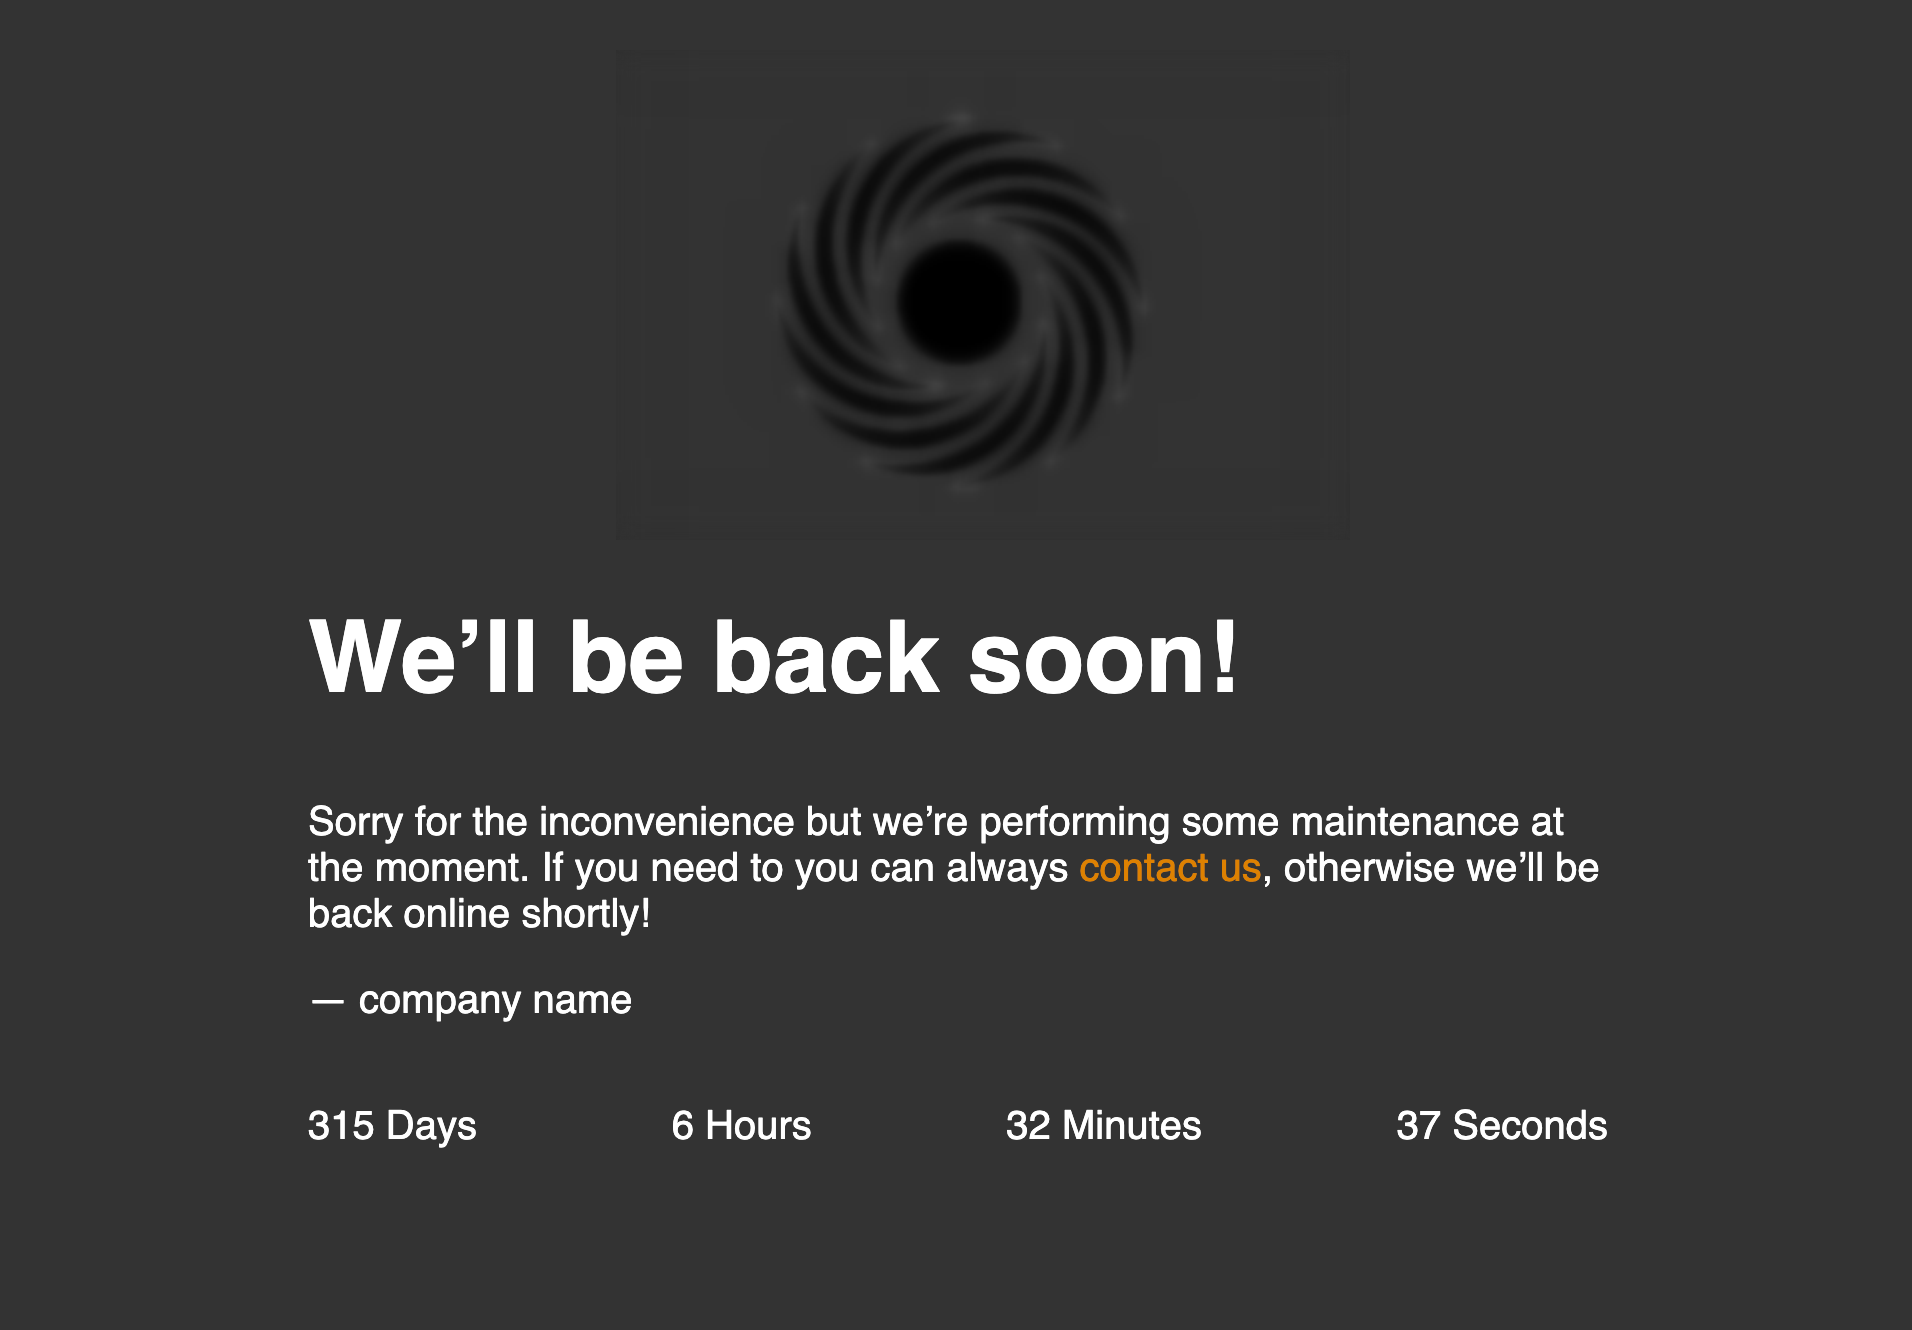 We’ll be back soon!
Sorry for the inconvenience but we’re performing some maintenance at
the moment. If you need to you can always contact us, otherwise we’ll be
back online shortly!
— company name
315 Days 6 Hours 32 Minutes 37 Seconds